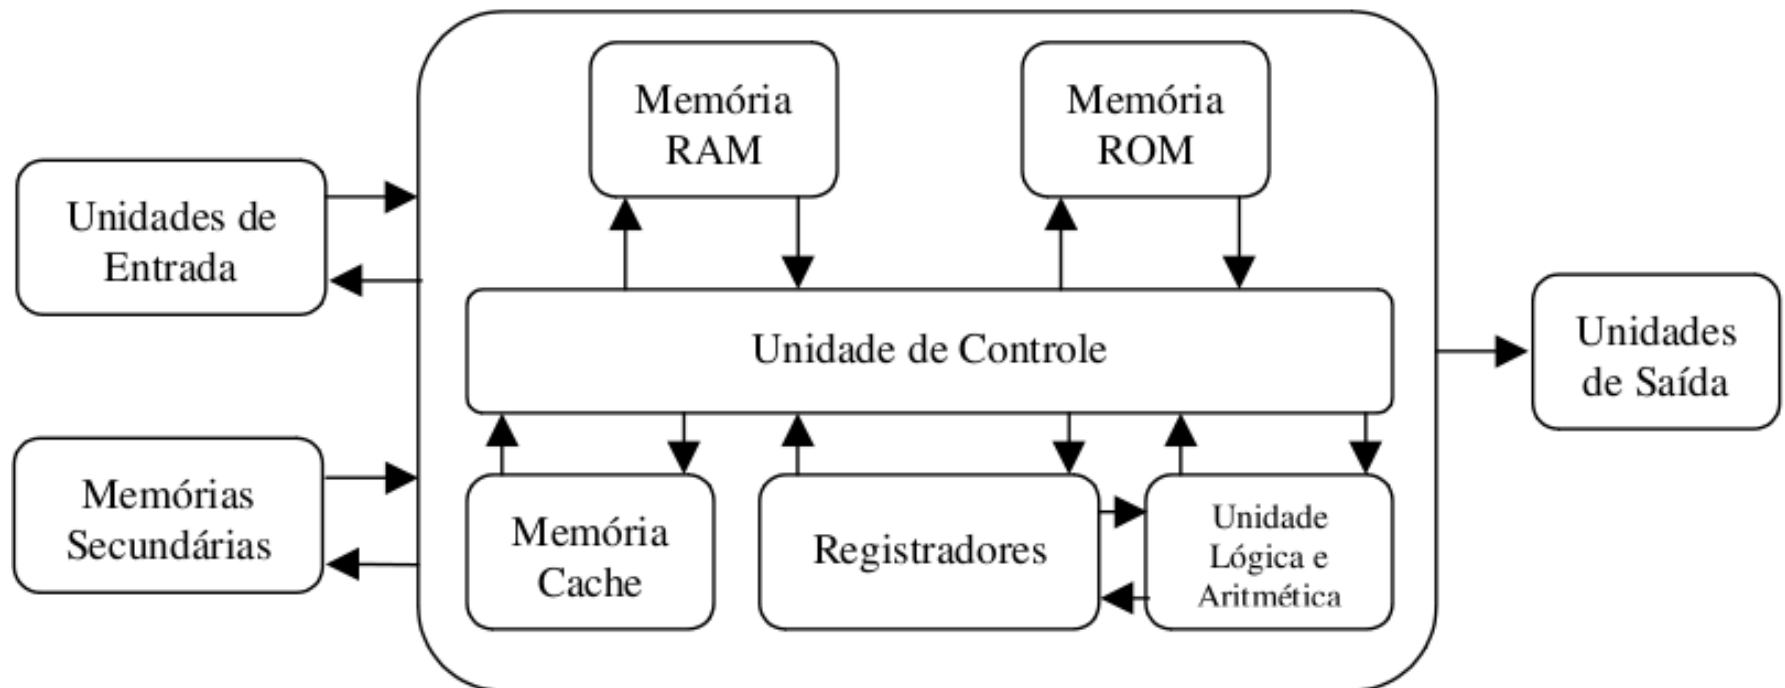 Memória
RAM
Memória
ROM
Unidades de
Entrada
Unidade de Controle
Unidades
de Saída
Memórias
Secundárias
Memória
Cache
Registradores
Unidade
Lógica e
Aritmética